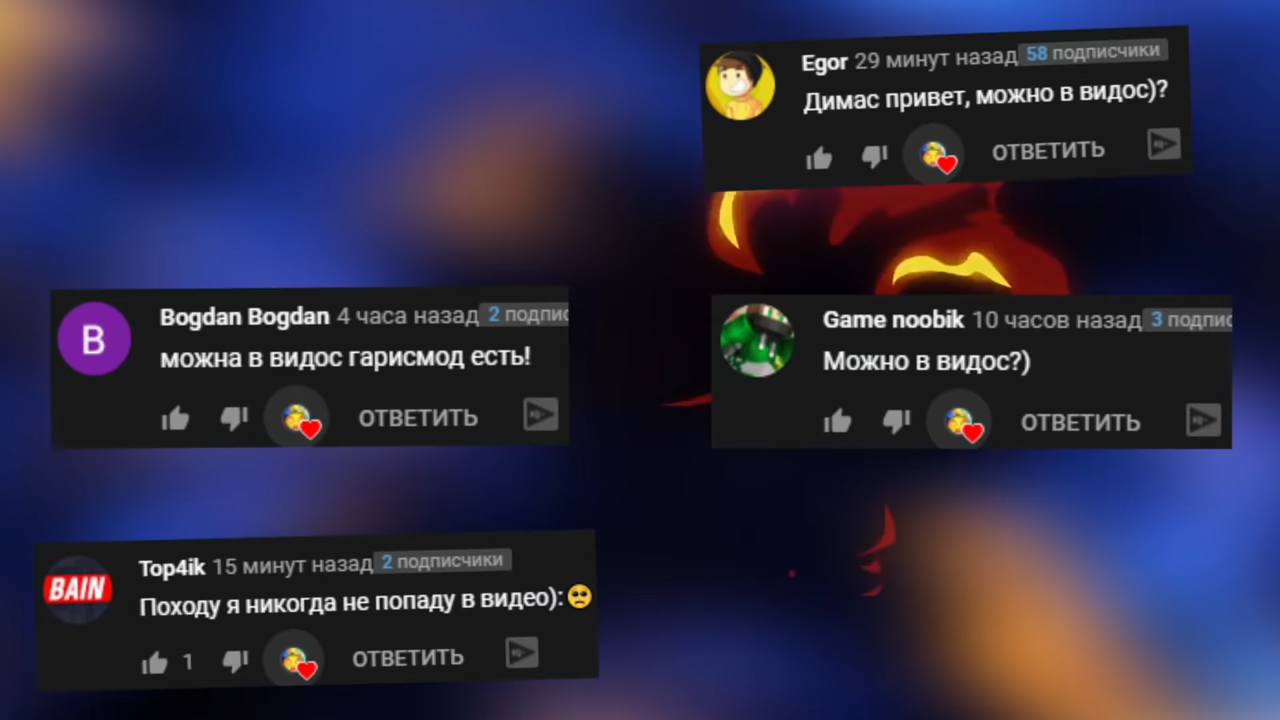 Egor 29 минут назад 58 подписчики
Димас привет, можно в видос)?
ОТВЕТИТЬ
B
Bogdan Bogdan 4 часа назад 2 подпис
можна в видос гарисмод есть!
ОТВЕТИТЬ
Game noobik 10 часов назад 3 подпис
Можно в видос?)
ОТВЕТИТЬ
BAIN
Top4ik 15 минут назад 2 подписчики
Походу я никогда не попаду в видео):🥺
1 ОТВЕТИТЬ